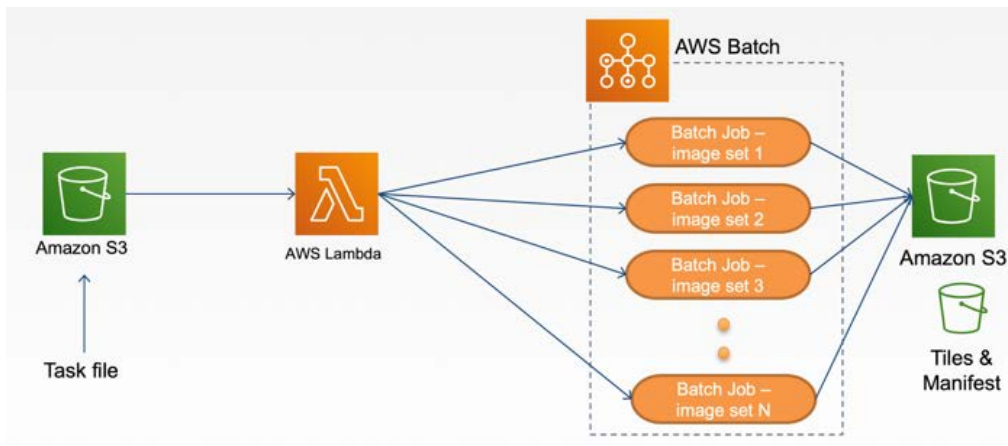 AWS Batch
Batch Job –
image set 1
Batch Job –
image set 2
Batch Job –
image set 3
Batch Job –
image set N
Amazon S3
AWS Lambda
Task file
Amazon S3
Tiles &
Manifest